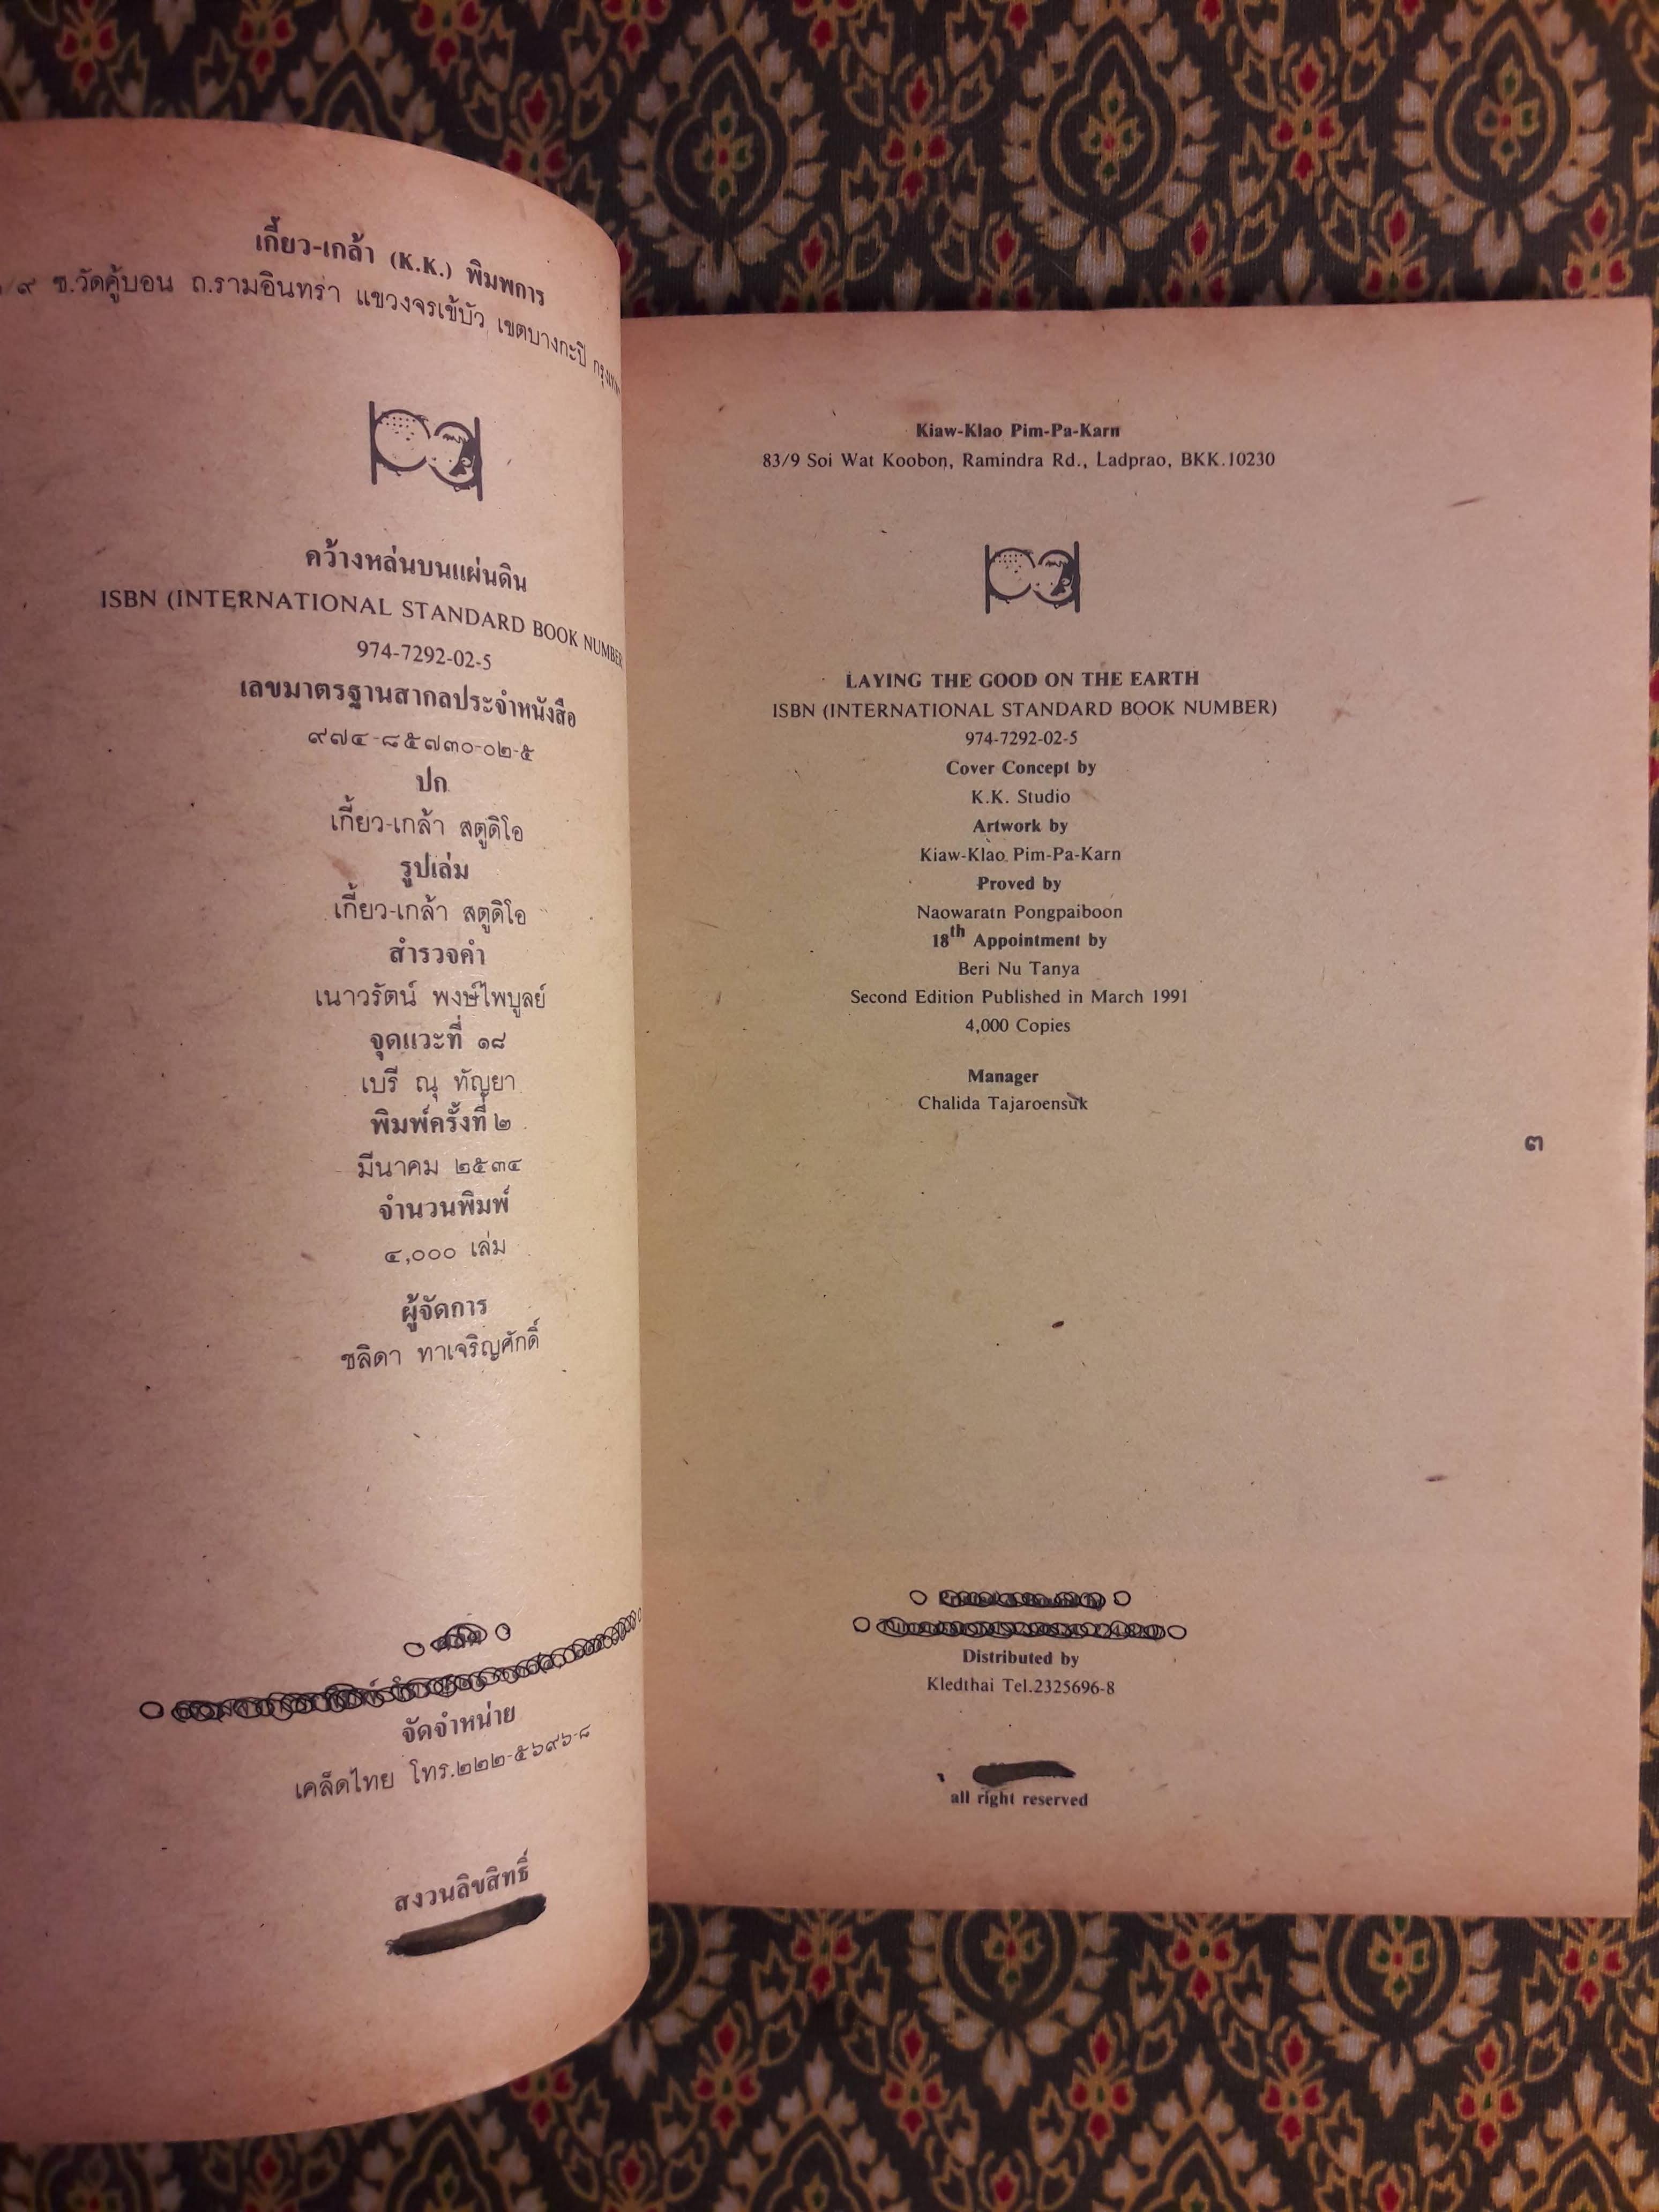 เกี้ยว-เกล้า (K.K.) พิมพการ
/๙ ซ.วัดคู้บอน ถ.รามอินทร่า แขวงจรเข้บัว เขตบางกะปิ
คว้างหล่นบนแผ่นดิน
ISBN (INTERNATIONAL STANDARD BOOK NUMBER
974-7292-02-5
เลขมาตรฐานสากลประจำหนังสือ
๙๗๔-๘๕๗๓๐-๐๒-๕
ปก
เกี้ยว-เกล้า สตูดิโอ
รูปเล่ม
เกี้ยว-เกล้า สตูดิโอ
สำรวจคำ
เนาวรัตน์ พงษ์ไพบูลย์
จุดแวะที่ ๑๘
เบรี ณุ ทัญยา
พิมพ์ครั้งที่ ๒
มีนาคม ๒๕๓๔
จำนวนพิมพ์
๔,๐๐๐ เล่ม
ผู้จัดการ
ชลิดา ทาเจริญศักดิ์
จัดจำหน่าย
เคล็ดไทย โทร.๒๒๒-๕๖๙๖-๘
สงวนลิขสิทธิ์
Kiaw-Klao Pim-Pa-Karn
83/9 Soi Wat Koobon, Ramindra Rd., Ladprao, BKK.10230
LAYING THE GOOD ON THE EARTH
ISBN (INTERNATIONAL STANDARD BOOK NUMBER)
974-7292-02-5
Cover Concept by
K.K. Studio
Artwork by
Kiaw-Klao Pim-Pa-Karn
Proved by
Naowaratn Pongpaiboon
18th Appointment by
Beri Nu Tanya
Second Edition Published in March 1991
4,000 Copies
Manager
Chalida Tajaroensuk
๓
Distributed by
Kledthai Tel.2325696-8
all right reserved